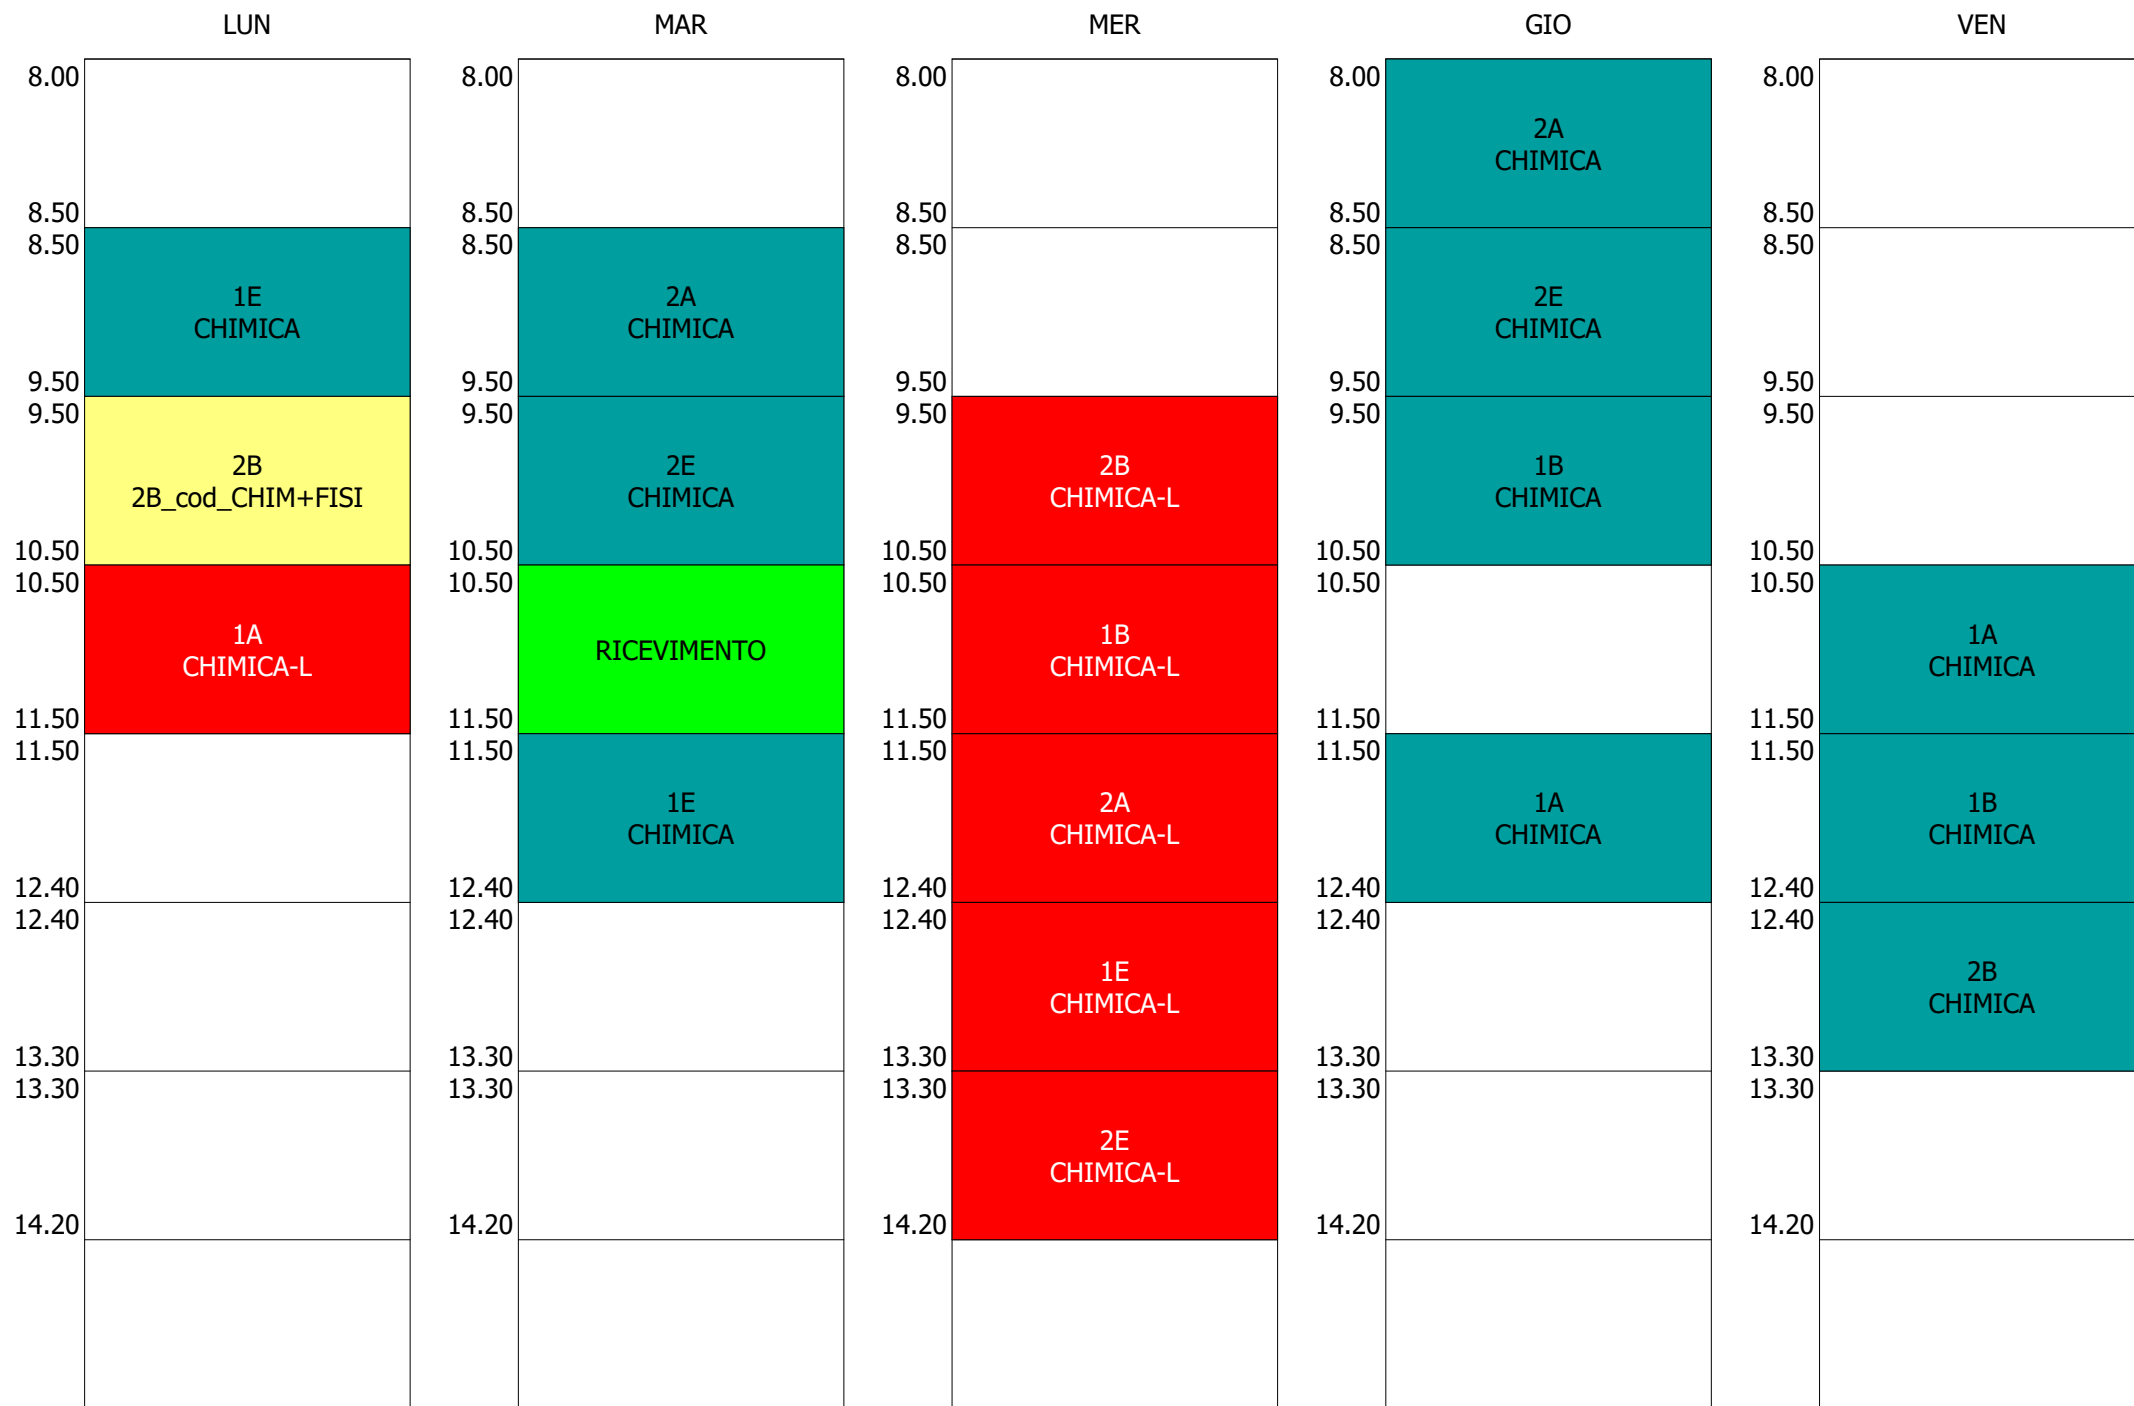 LUN
MAR
MER
GIO
VEN
8.00
8.50
8.50
1E
CHIMICA
9.50
9.50
2B
2B_cod_CHIM+FISI
10.50
10.50
1A
CHIMICA-L
11.50
11.50
12.40
12.40
13.30
13.30
14.20
8.00
8.50
8.50
2A
CHIMICA
9.50
9.50
2E
CHIMICA
10.50
10.50
RICEVIMENTO
11.50
11.50
1E
CHIMICA
12.40
12.40
13.30
13.30
14.20
8.00
8.50
8.50
9.50
9.50
2B
CHIMICA-L
10.50
10.50
1B
CHIMICA-L
11.50
11.50
2A
CHIMICA-L
12.40
12.40
1E
CHIMICA-L
13.30
13.30
2E
CHIMICA-L
14.20
8.00
2A
CHIMICA
8.50
8.50
2E
CHIMICA
9.50
9.50
1B
CHIMICA
10.50
10.50
11.50
11.50
1A
CHIMICA
12.40
12.40
13.30
13.30
14.20
8.00
8.50
8.50
9.50
9.50
10.50
10.50
1A
CHIMICA
11.50
11.50
1B
CHIMICA
12.40
12.40
2B
CHIMICA
13.30
13.30
14.20